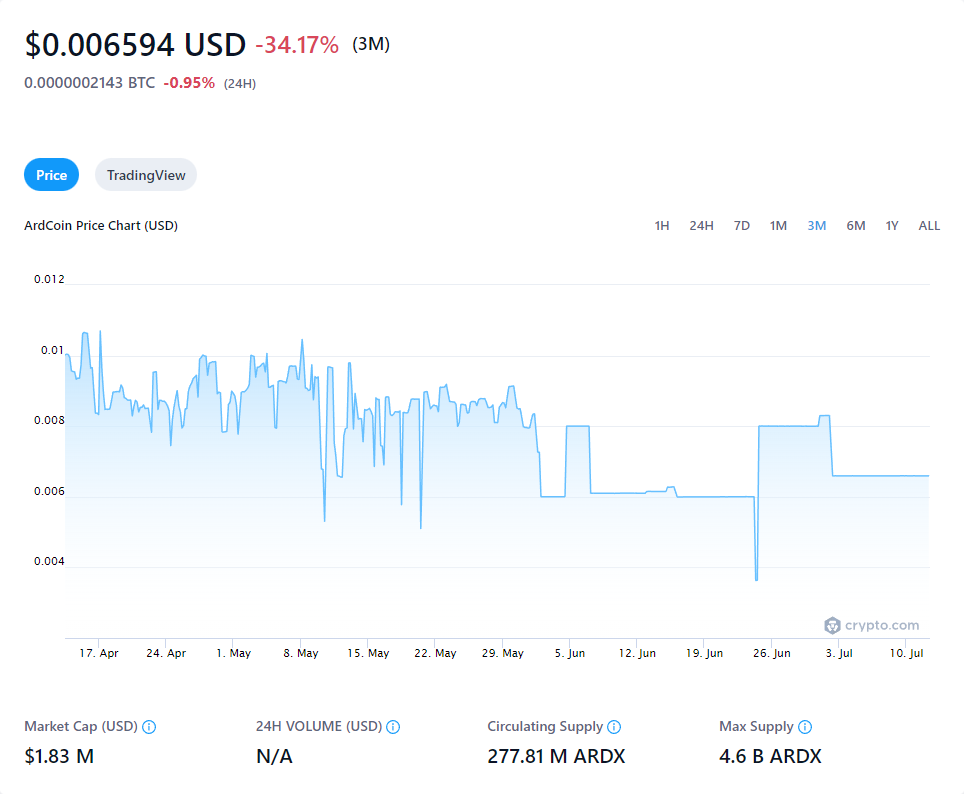 $0.006594 USD -34.17% (3M)
0.0000002143 BTC -0.95% (24H)
Price TradingView
ArdCoin Price Chart (USD) 1H 24H 7D 1M 3M 6M 1Y ALL
0.012
0.01
0.008
0.006
0.004
crypto.com
17. Apr 24. Apr 1. May 8. May 15. May 22. May 29. May 5. Jun 12. Jun 19. Jun 26. Jun 3. Jul 10. Jul
Market Cap (USD) 24H VOLUME (USD) Circulating Supply Max Supply
$1.83 M N/A 277.81 M ARDX 4.6 B ARDX